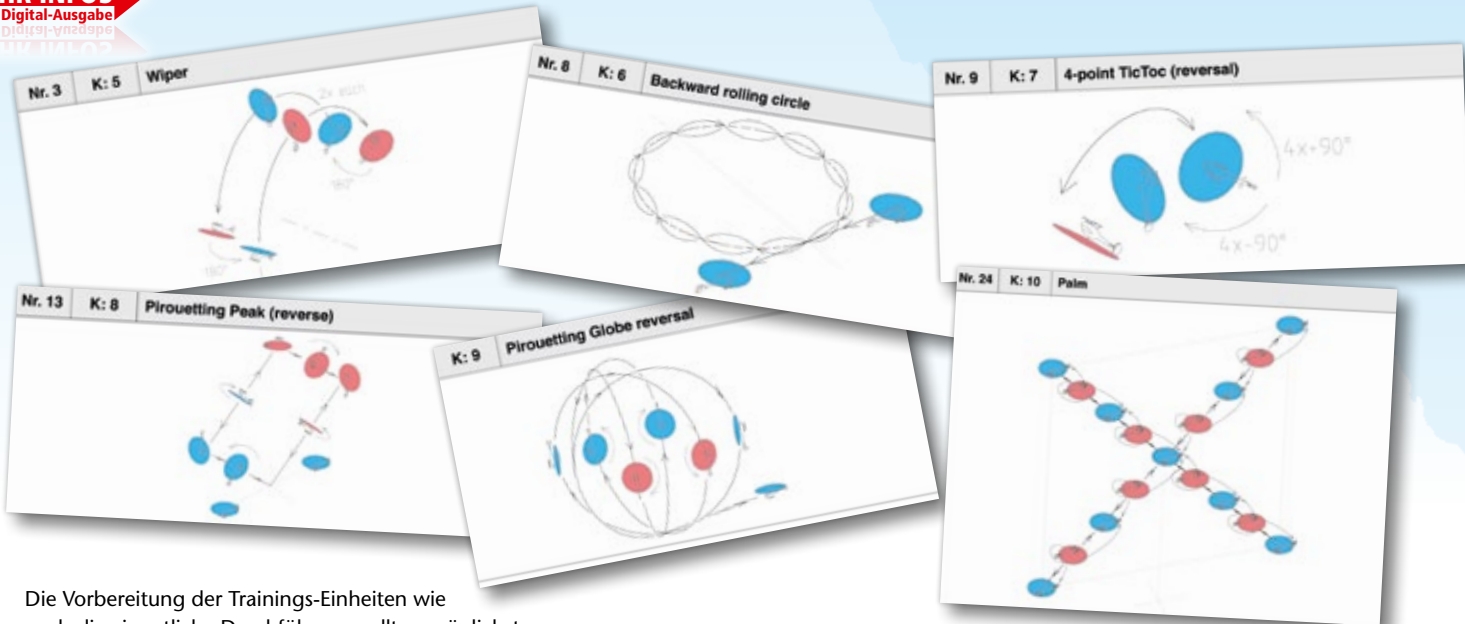 Digital-Ausgabe
Nr. 3 K: 5 Wiper
2x each
180°
180°
Nr. 8 K: 6 Backward rolling circle
Nr. 9 K: 7 4-point TicToc (reversal)
4x+90°
4x-90°
Nr. 13 K: 8 Pirouetting Peak (reverse)
K: 9 Pirouetting Globe reversal
Nr. 24 K: 10 Palm
Die Vorbereitung der Trainings-Einheiten wie